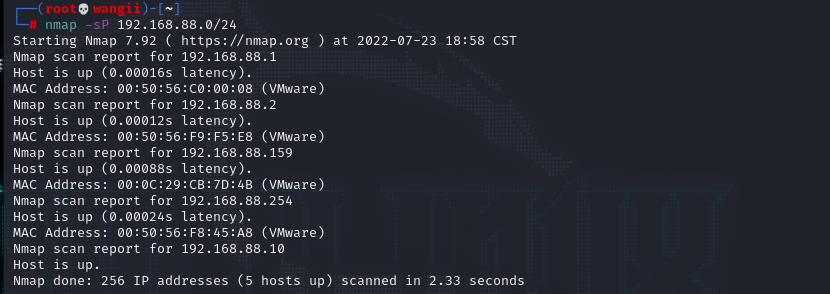 ┌──(root💀wangii)-[~]
└─# nmap -sP 192.168.88.0/24
Starting Nmap 7.92 ( https://nmap.org ) at 2022-07-23 18:58 CST
Nmap scan report for 192.168.88.1
Host is up (0.00016s latency).
MAC Address: 00:50:56:C0:00:08 (VMware)
Nmap scan report for 192.168.88.2
Host is up (0.00012s latency).
MAC Address: 00:50:56:F9:F5:E8 (VMware)
Nmap scan report for 192.168.88.159
Host is up (0.00088s latency).
MAC Address: 00:0C:29:CB:7D:4B (VMware)
Nmap scan report for 192.168.88.254
Host is up (0.00024s latency).
MAC Address: 00:50:56:F8:45:A8 (VMware)
Nmap scan report for 192.168.88.10
Host is up.
Nmap done: 256 IP addresses (5 hosts up) scanned in 2.33 seconds